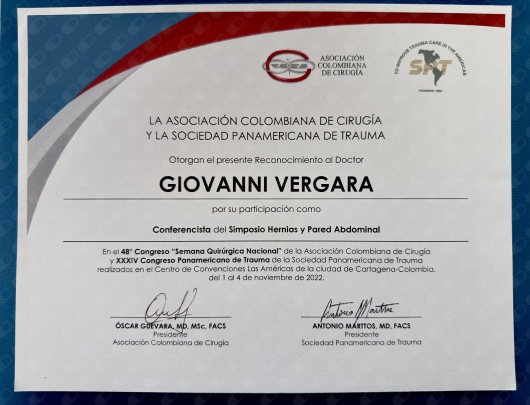 ASOCIACIÓN
COLOMBIANA
DE CIRUGÍA
TO IMPROVE TRAUMA CARE IN THE AMERICAS
SPT
LA ASOCIACIÓN COLOMBIANA DE CIRUGÍA
Y LA SOCIEDAD PANAMERICANA DE TRAUMA
Otorgan el presente Reconocimiento al Doctor
GIOVANNI VERGARA
por su participación como
Conferencista del Simposio Hernias y Pared Abdominal
En el 48° Congreso "Semana Quirúrgica Nacional" de la Asociación Colombiana de Cirugía
y XXXIV Congreso Panamericano de Trauma de la Sociedad Panamericana de Trauma
realizados en el Centro de Convenciones Las Américas de la ciudad de Cartagena-Colombia,
del 1 al 4 de noviembre de 2022.
ÓSCAR GUEVARA, MD, MSc, FACS
Presidente
Asociación Colombiana de Cirugía
Antonio Marttos
ANTONIO MARTTOS, MD, FACS
Presidente
Sociedad Panamericana de Trauma